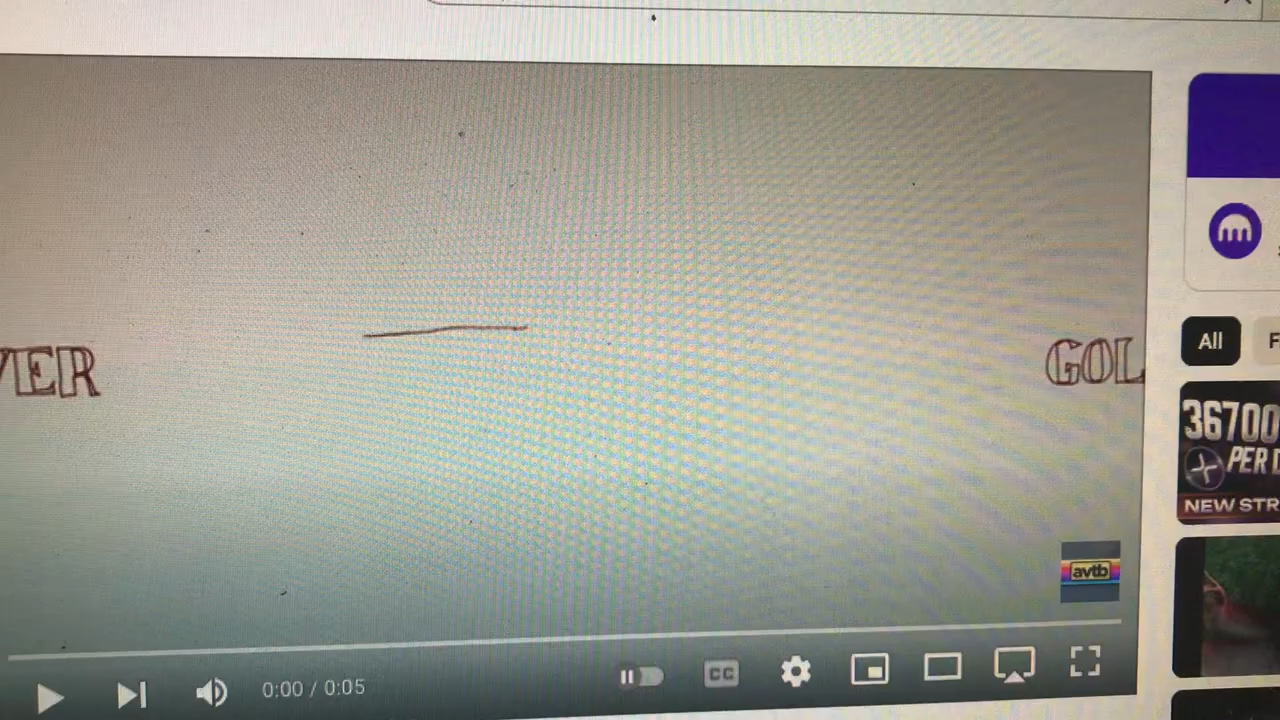 VER
GOL
avtb
0:00 / 0:05
CC
All
F
36700
PER D
NEW STR